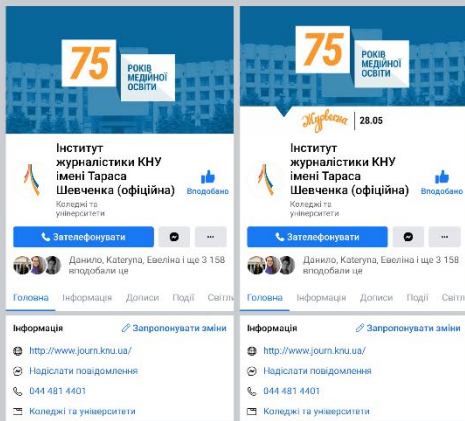 75
РОКІВ
МЕДІЙНОЇ
ОСВІТИ
Інститут
журналістики КНУ
імені Тараса
Шевченка (офіційна)
Вподобано
Коледжі та
університети
Зателефонувати
Данило, Kateryna, Евеліна і ще 3 158
вподобали це
Головна Інформація Дописи Події Світли
Інформація
Запропонувати зміни
http://www.journ.knu.ua/
Надіслати повідомлення
044 481 4401
Коледжі та університети
75
РОКІВ
МЕДІЙНОЇ
ОСВІТИ
Журвесна 28.05
Інститут
журналістики КНУ
імені Тараса
Шевченка (офіційна)
Вподобано
Коледжі та
університети
Зателефонувати
Данило, Kateryna, Евеліна і ще 3 158
вподобали це
Головна Інформація Дописи Події Світл
Інформація
Запропонувати зміни
http://www.journ.knu.ua/
Надіслати повідомлення
044 481 4401
Коледжі та університети